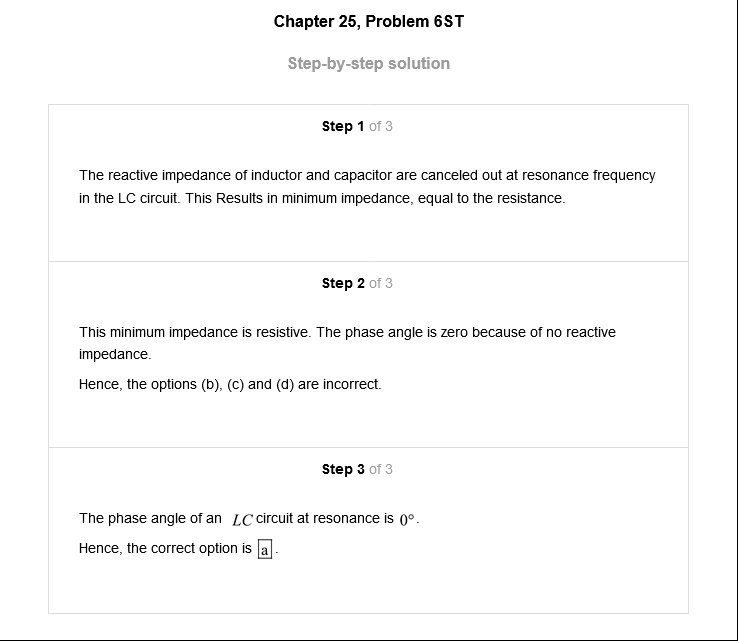 Chapter 25, Problem 6ST
Step-by-step solution
Step 1 of 3
The reactive impedance of inductor and capacitor are canceled out at resonance frequency
in the LC circuit. This Results in minimum impedance, equal to the resistance.
Step 2 of 3
This minimum impedance is resistive. The phase angle is zero because of no reactive
impedance.
Hence, the options (b), (c) and (d) are incorrect.
Step 3 of 3
The phase angle of an LC circuit at resonance is 0°.
Hence, the correct option is a.